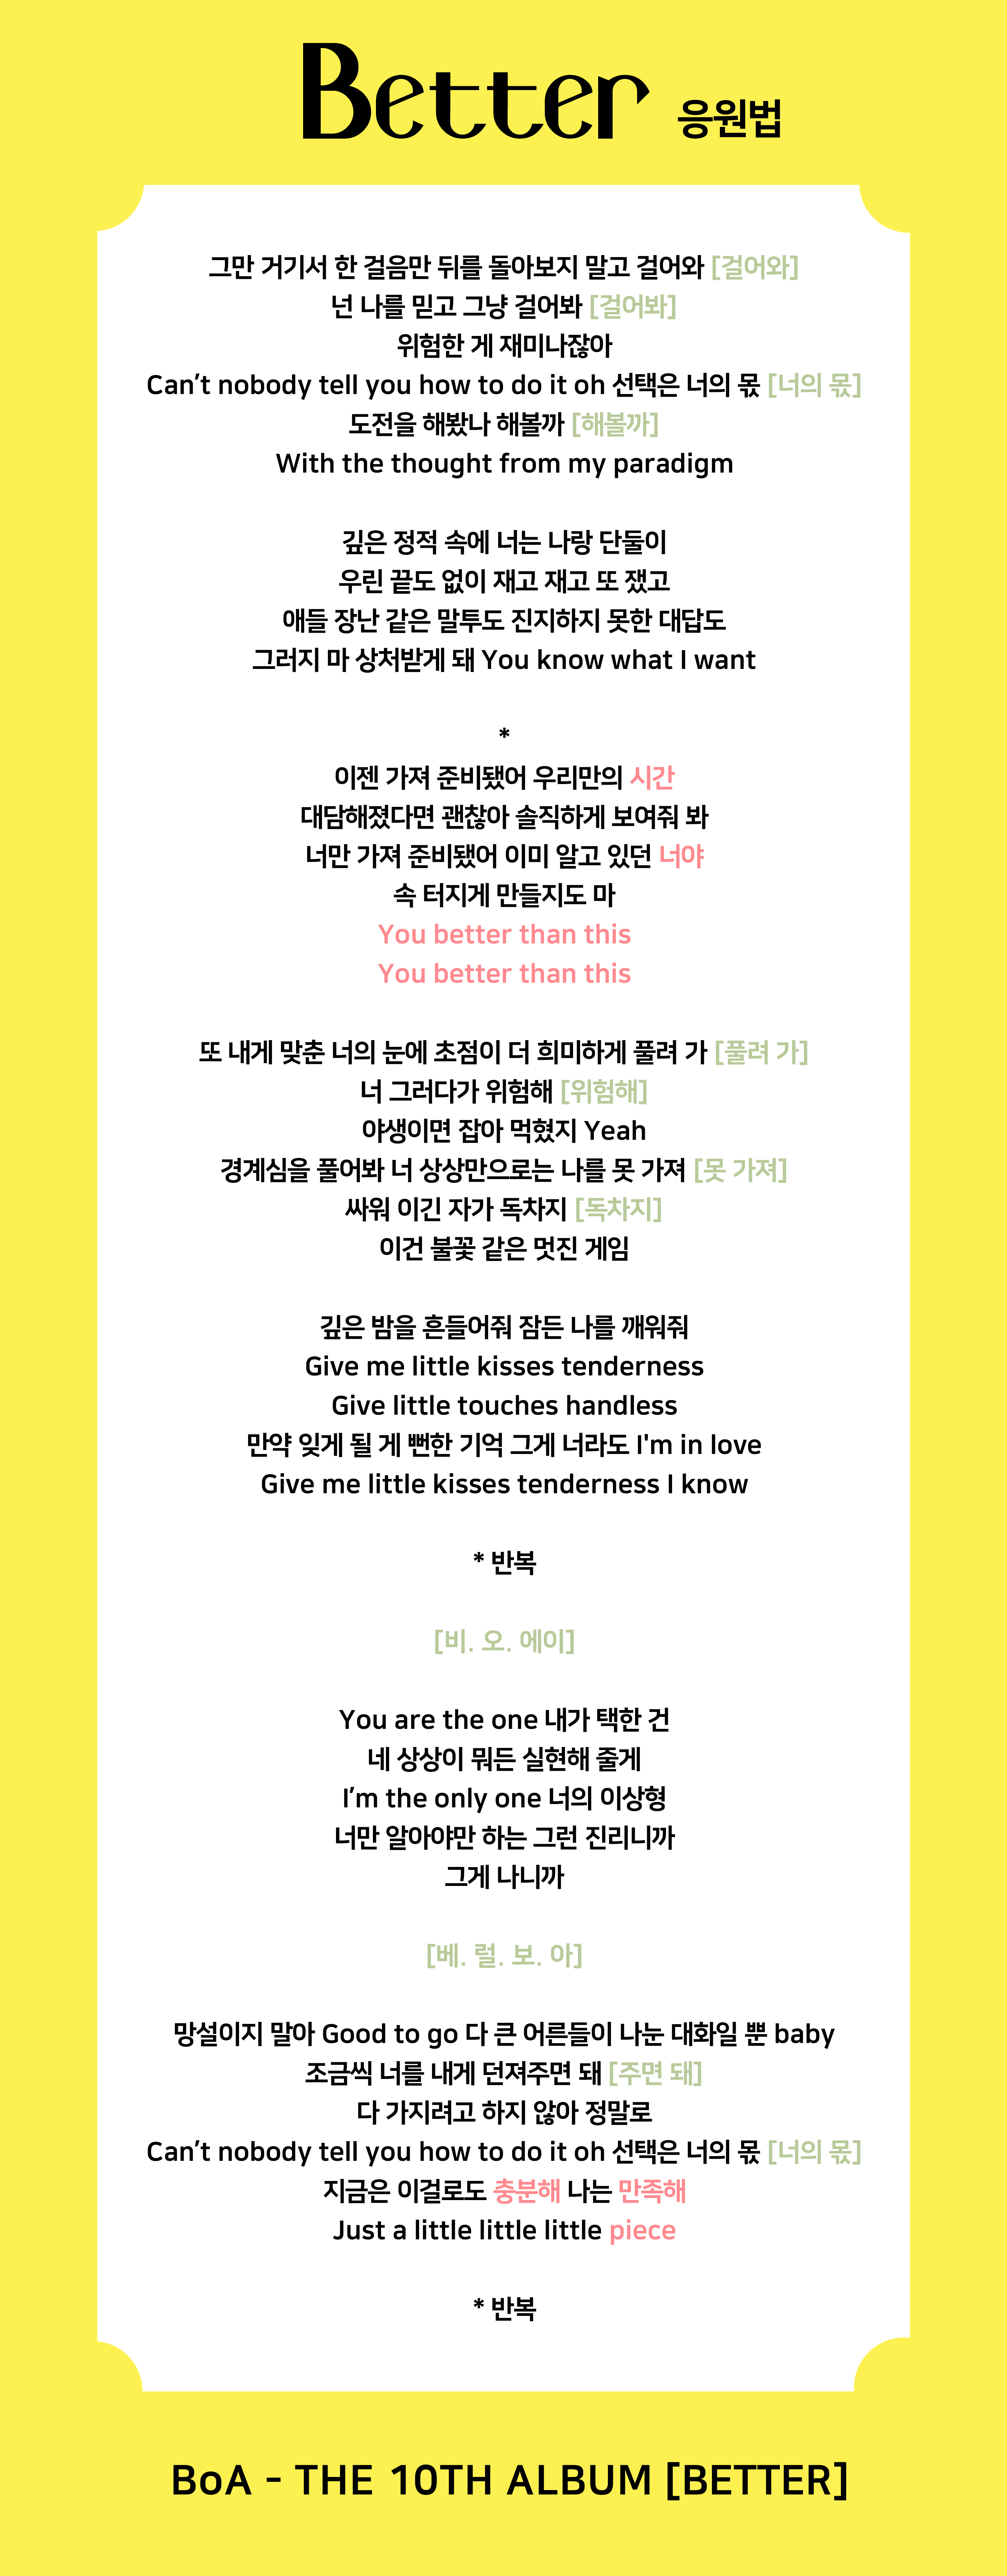 Better 응원법
그만 거기서 한 걸음만 뒤를 돌아보지 말고 걸어와 [걸어와]
넌 나를 믿고 그냥 걸어봐 [걸어봐]
위험한 게 재미나잖아
Can’t nobody tell you how to do it oh 선택은 너의 몫 [너의 몫]
도전을 해봤나 해볼까 [해볼까]
With the thought from my paradigm
깊은 정적 속에 너는 나랑 단둘이
우린 끝도 없이 재고 재고 또 쟀고
애들 장난 같은 말투도 진지하지 못한 대답도
그러지 마 상처받게 돼 You know what I want
*
이젠 가져 준비됐어 우리만의 시간
대담해졌다면 괜찮아 솔직하게 보여줘 봐
너만 가져 준비됐어 이미 알고 있던 너야
속 터지게 만들지도 마
You better than this
You better than this
또 내게 맞춘 너의 눈에 초점이 더 희미하게 풀려 가 [풀려 가]
너 그러다가 위험해 [위험해]
야생이면 잡아 먹혔지 Yeah
경계심을 풀어봐 너 상상만으로는 나를 못 가져 [못 가져]
싸워 이긴 자가 독차지 [독차지]
이건 불꽃 같은 멋진 게임
깊은 밤을 흔들어줘 잠든 나를 깨워줘
Give me little kisses tenderness
Give little touches handless
만약 잊게 될 게 뻔한 기억 그게 너라도 I'm in love
Give me little kisses tenderness I know
* 반복
[비. 오. 에이]
You are the one 내가 택한 건
네 상상이 뭐든 실현해 줄게
I’m the only one 너의 이상형
너만 알아야만 하는 그런 진리니까
그게 나니까
[베. 럴. 보. 아]
망설이지 말아 Good to go 다 큰 어른들이 나눈 대화일 뿐 baby
조금씩 너를 내게 던져주면 돼 [주면 돼]
다 가지려고 하지 않아 정말로
Can’t nobody tell you how to do it oh 선택은 너의 몫 [너의 몫]
지금은 이걸로도 충분해 나는 만족해
Just a little little little piece
* 반복
BoA - THE 10TH ALBUM [BETTER]